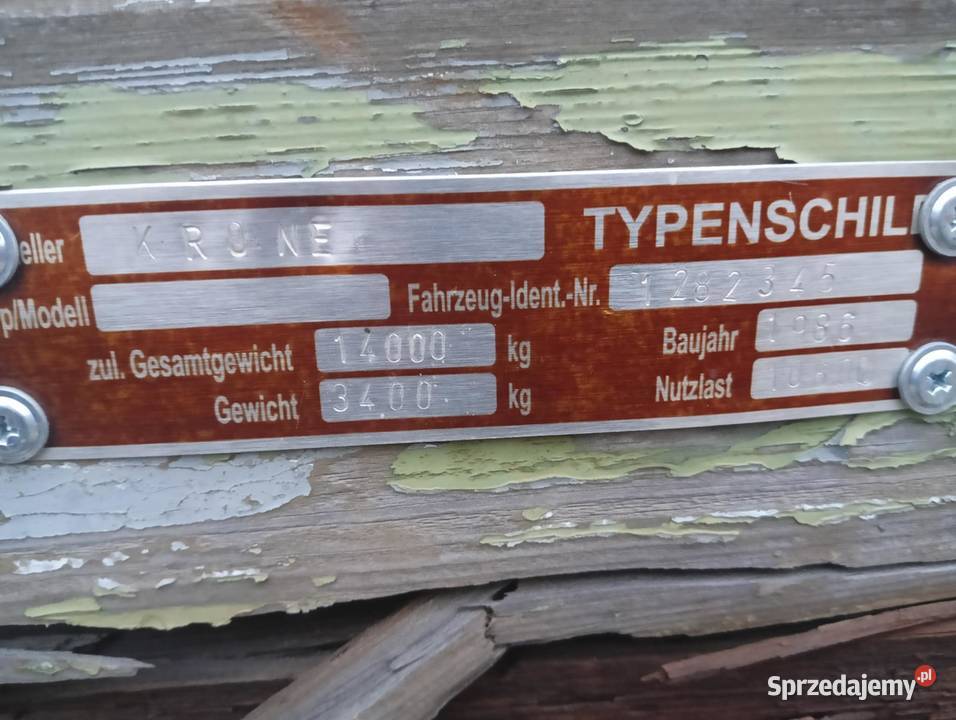 eller KRONE TYPENSCHILD
p/Modell Fahrzeug-Ident.-Nr. 1282345
zul. Gesamtgewicht 14000 kg Baujahr 1986
Gewicht 3400 kg Nutzlast
Sprzedajemy.pl